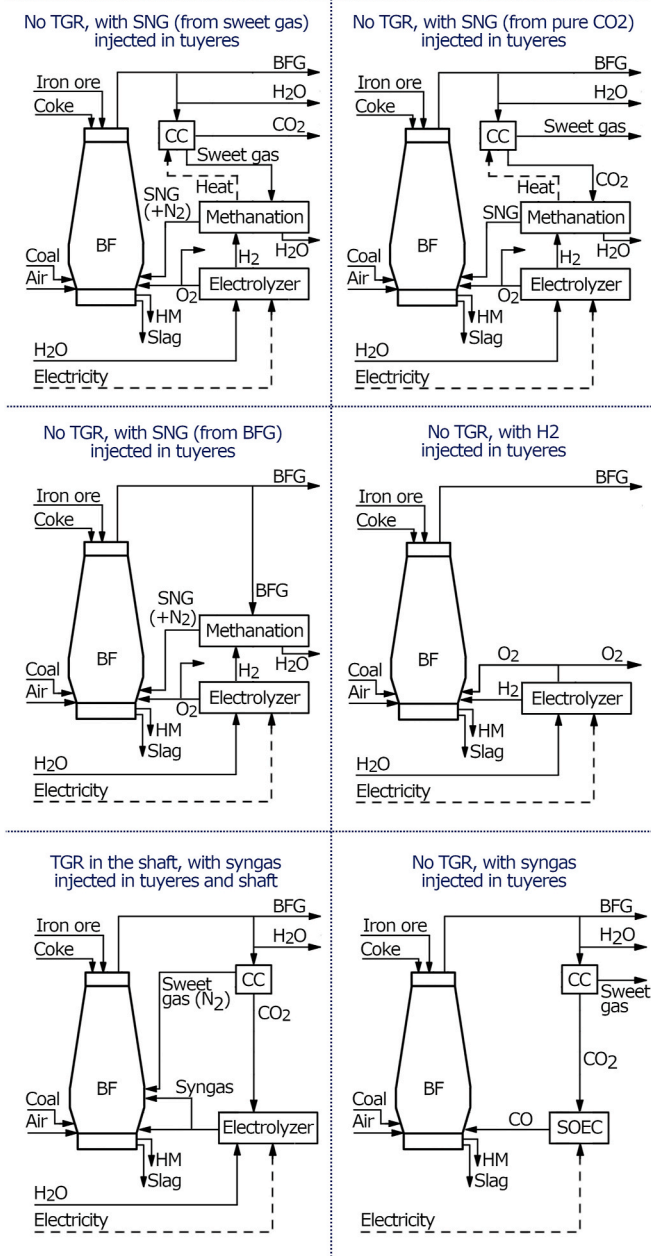 No TGR, with SNG (from sweet gas)
injected in tuyeres
BFG
Iron ore
H2O
Coke
CC
CO2
Sweet gas
Heat
SNG
(+N2)
Methanation
BF
H2O
Coal
H2
Air
O2
Electrolyzer
HM
Slag
H2O
Electricity
No TGR, with SNG (from pure CO2)
injected in tuyeres
BFG
Iron ore
H2O
Coke
CC
Sweet gas
CO2
Heat
SNG
Methanation
BF
H2O
Coal
H2
Air
O2
Electrolyzer
HM
Slag
H2O
Electricity
No TGR, with SNG (from BFG)
injected in tuyeres
BFG
Iron ore
Coke
BFG
SNG
(+N2)
Methanation
BF
H2O
Coal
H2
Air
O2
Electrolyzer
HM
Slag
H2O
Electricity
No TGR, with H2
injected in tuyeres
BFG
Iron ore
Coke
BF
O2
O2
Coal
H2
Air
Electrolyzer
HM
Slag
H2O
Electricity
TGR in the shaft, with syngas
injected in tuyeres and shaft
BFG
Iron ore
H2O
Coke
Sweet
gas (N2)
CC
CO2
BF
Syngas
Coal
Air
Electrolyzer
HM
Slag
H2O
Electricity
No TGR, with syngas
injected in tuyeres
BFG
Iron ore
H2O
Coke
CC
Sweet
gas
CO2
BF
Coal
Air
CO
SOEC
HM
Slag
Electricity